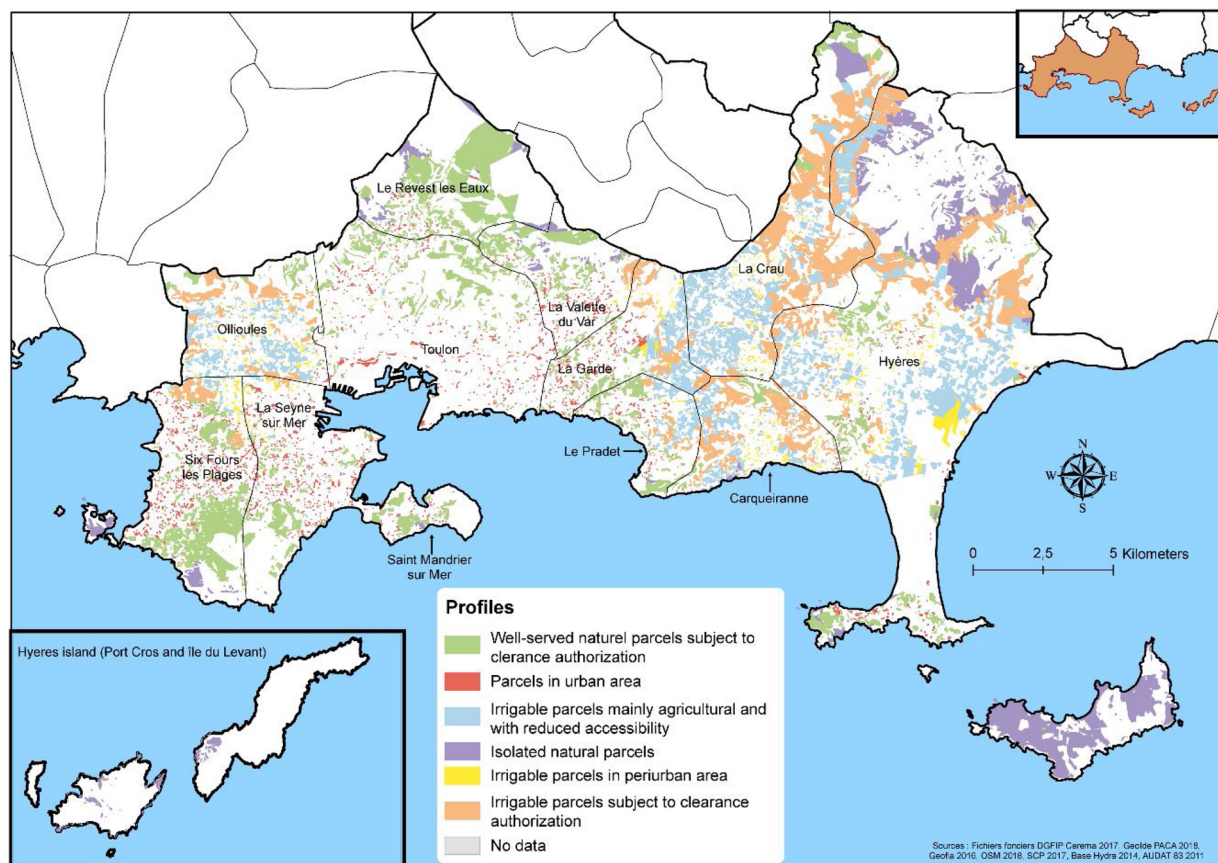 Le Revest les Eaux
La Crau
La Valette
du Var
Ollioules
Toulon
Hyères
La Garde
La Seyne
sur Mer
Six Fours
les Plages
Le Pradet
Carqueiranne
Saint Mandrier
sur Mer
N
W
E
S
0
2,5
5 Kilometers
Profiles
Well-served naturel parcels subject to
clerance authorization
Parcels in urban area
Irrigable parcels mainly agricultural and
with reduced accessibility
Isolated natural parcels
Irrigable parcels in periurban area
Irrigable parcels subject to clearance
authorization
No data
Hyeres island (Port Cros and île du Levant)
Sources : Fichiers fonciers DGFIP Cerema 2017, GeoIde PACA 2018,
Geofla 2016, OSM 2018, SCP 2017, Base Hydra 2014, AUDAT 83 2011